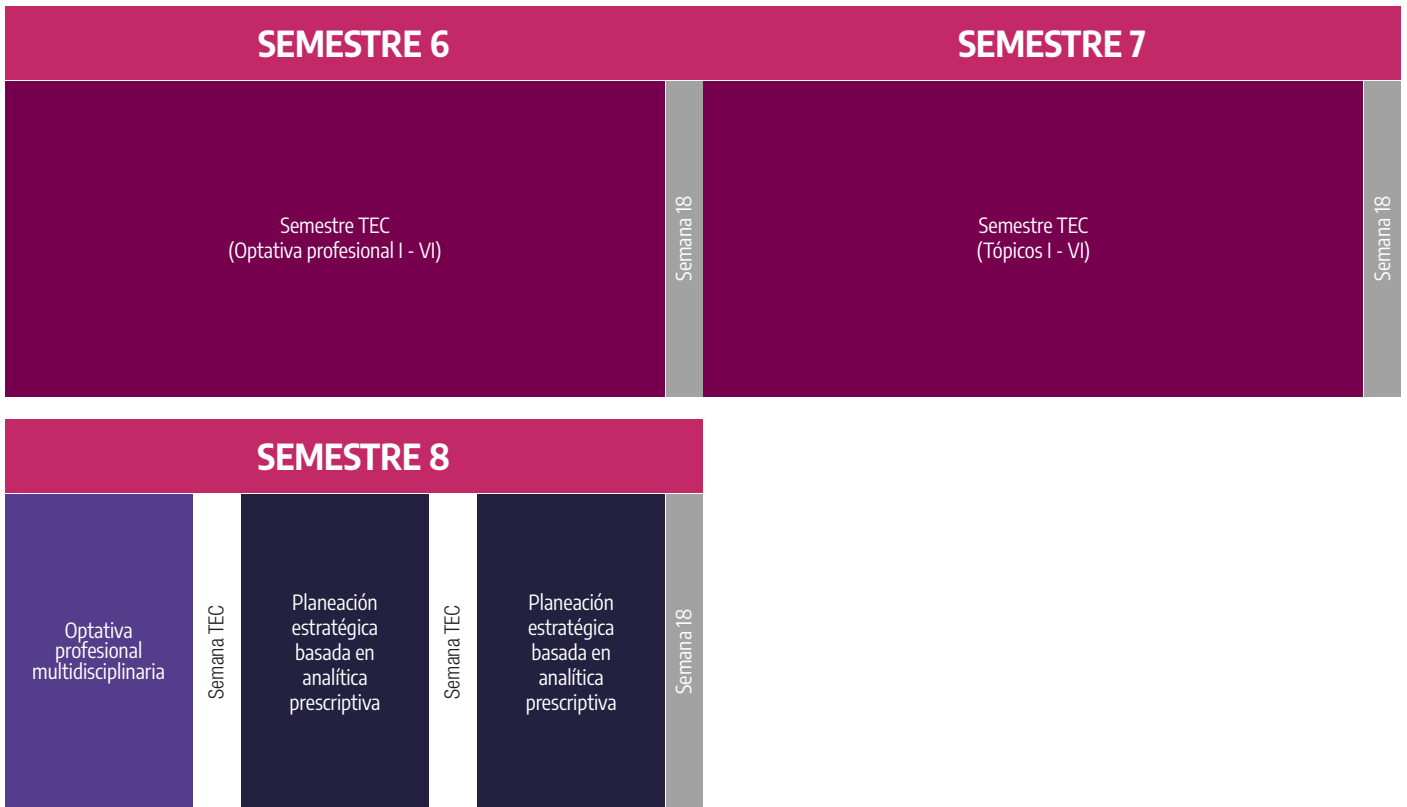 SEMESTRE 6
SEMESTRE 7
Semestre TEC
(Optativa profesional I - VI)
Semana 18
Semestre TEC
(Tópicos I - VI)
Semana 18
SEMESTRE 8
Optativa
profesional
multidisciplinaria
Semana TEC
Planeación
estratégica
basada en
analítica
prescriptiva
Semana TEC
Planeación
estratégica
basada en
analítica
prescriptiva
Semana 18